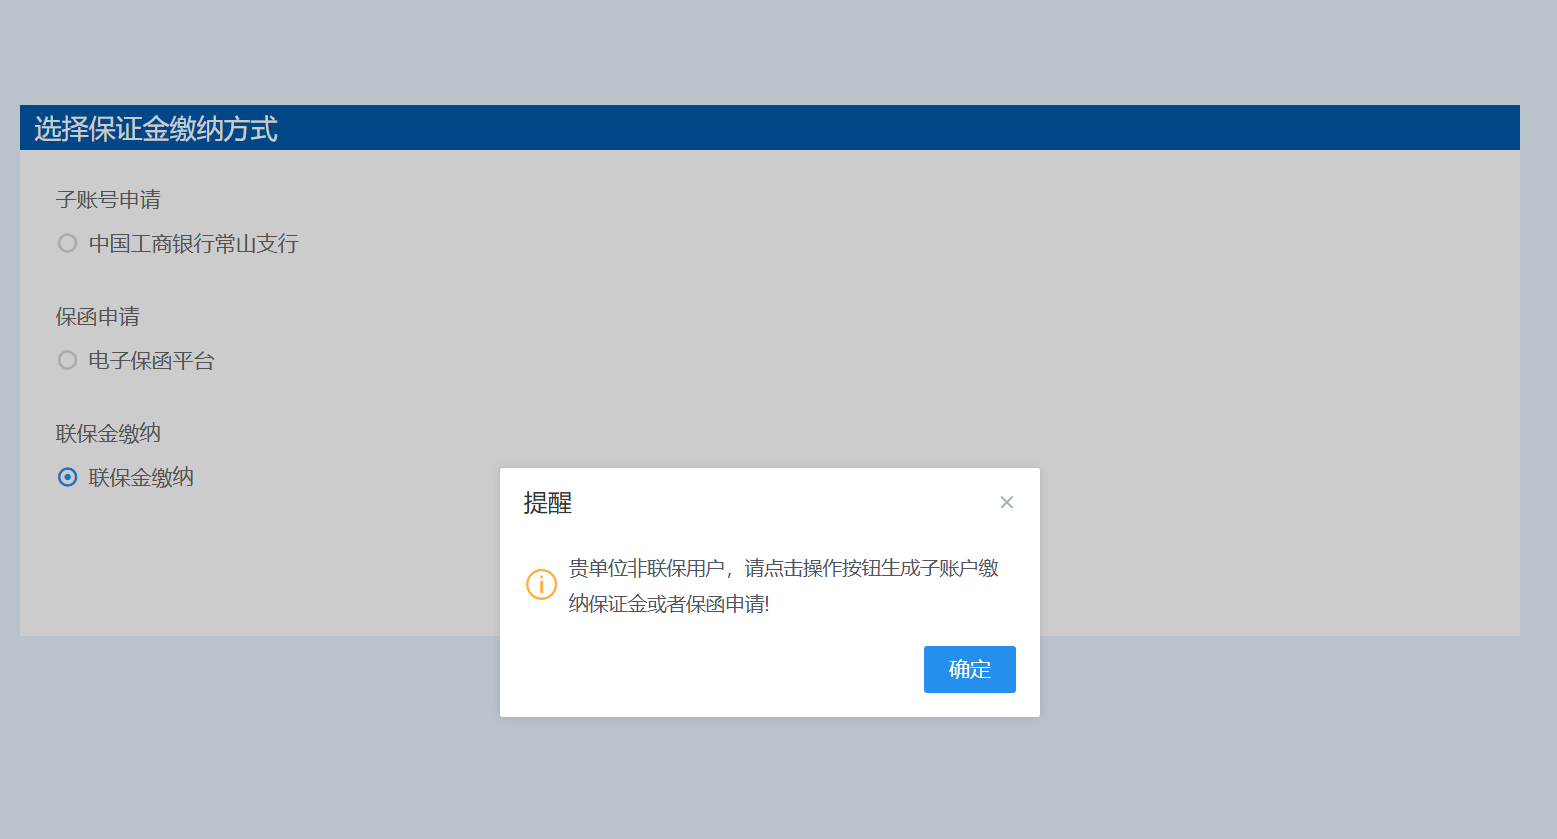 选择保证金缴纳方式
子账号申请
中国工商银行常山支行
保函申请
电子保函平台
联保金缴纳
联保金缴纳
提醒
贵单位非联保用户，请点击操作按钮生成子账户缴
纳保证金或者保函申请!
确定